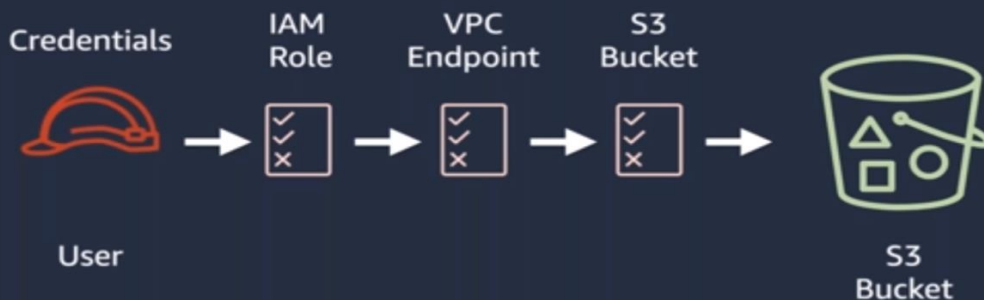 Credentials
IAM
Role
VPC
Endpoint
S3
Bucket
User
S3
Bucket